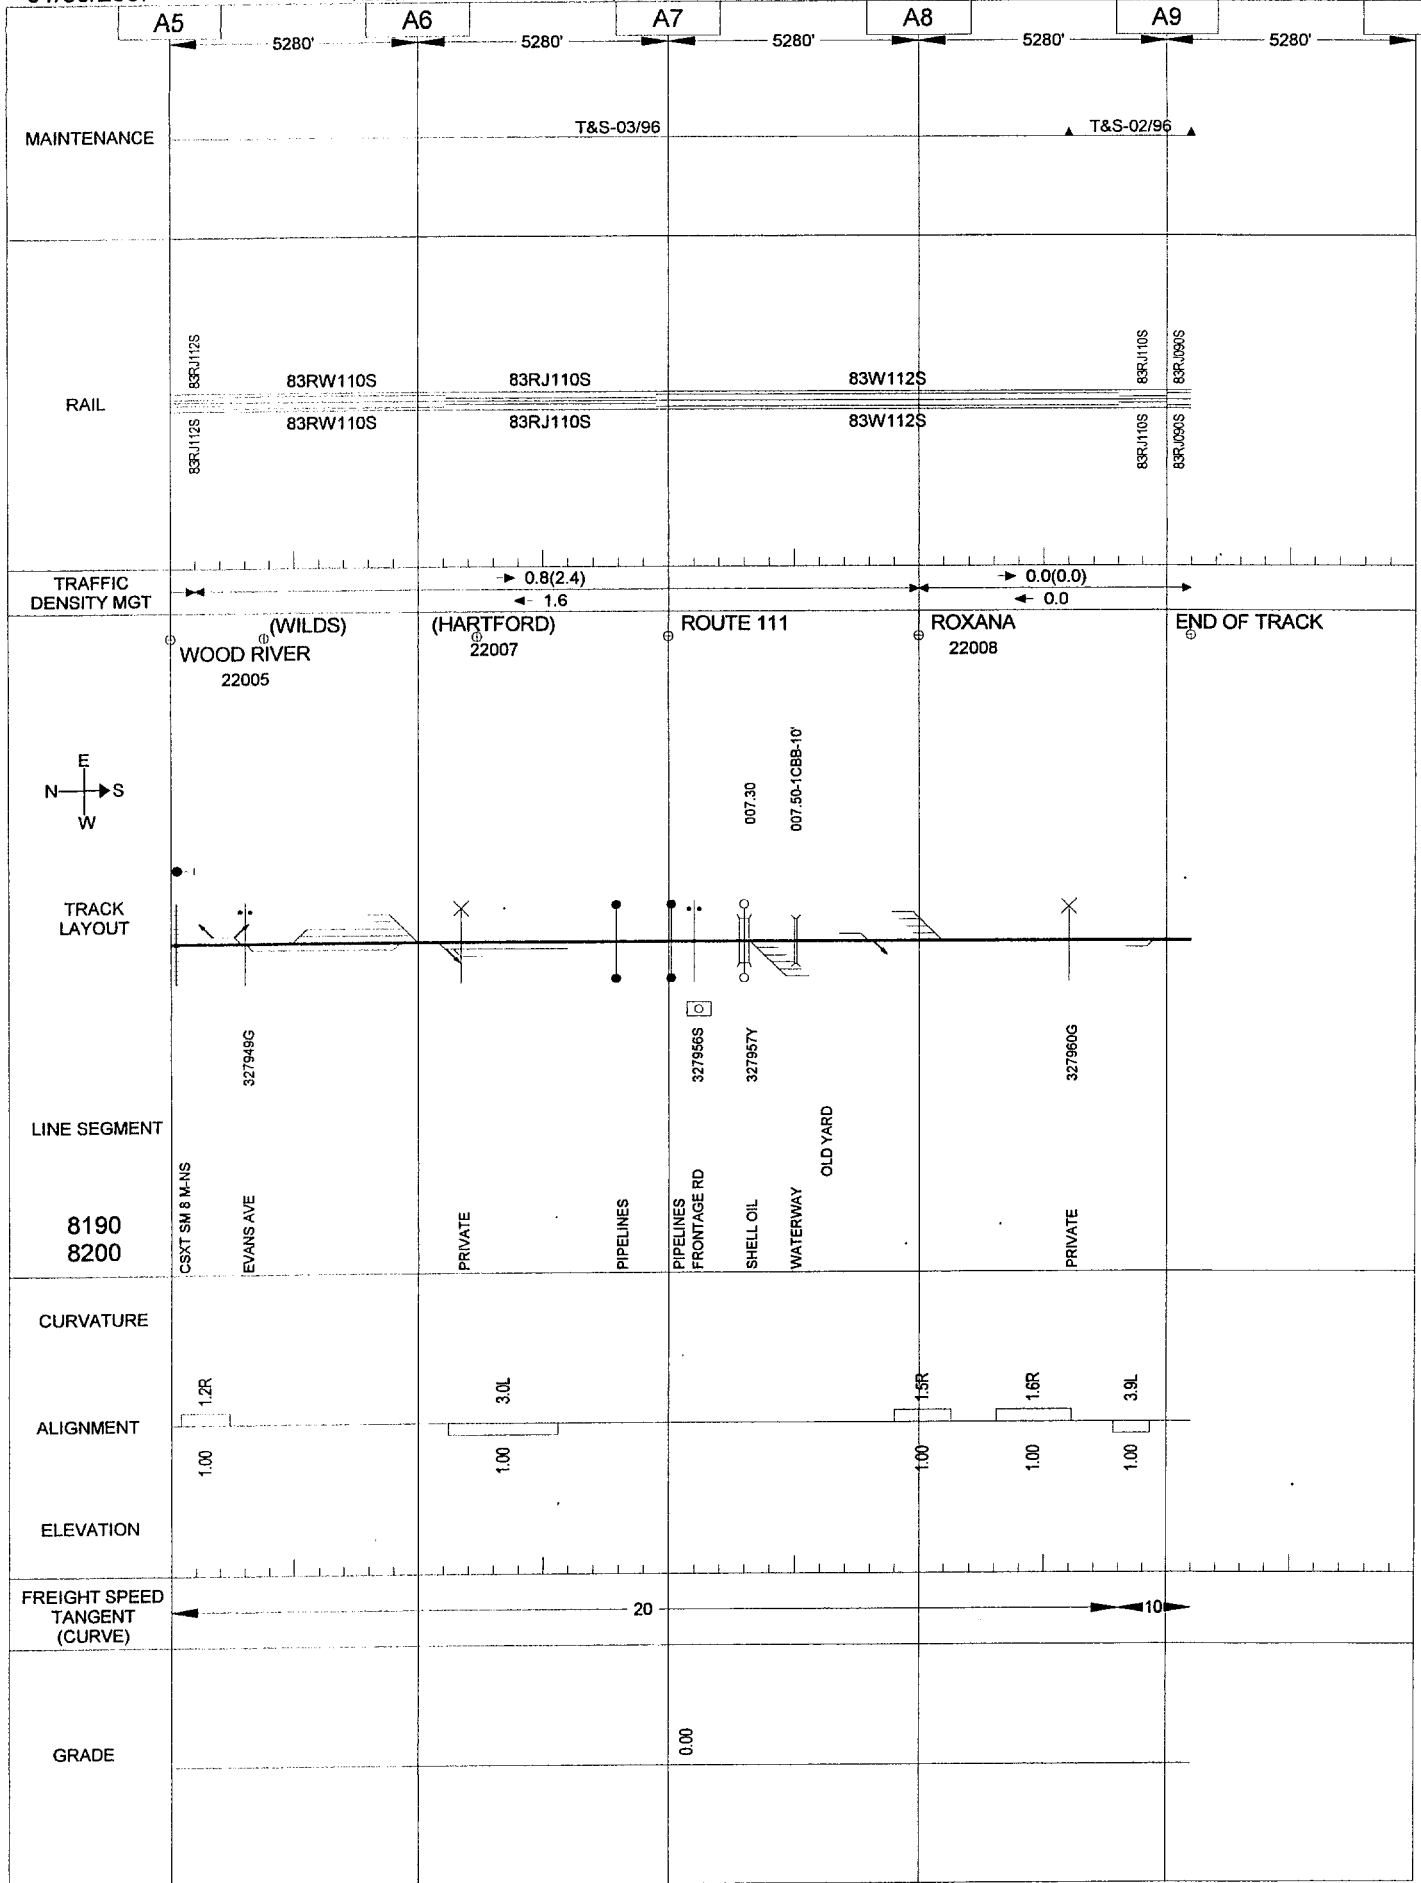 A5 A6 A7 A8 A9
5280' 5280' 5280' 5280' 5280'
MAINTENANCE
T&S-03/96 T&S-02/96
RAIL
83RJ112S 83RW110S 83RJ110S 83W112S 83RJ110S 83RJ090S
83RJ112S 83RW110S 83RJ110S 83W112S 83RJ110S 83RJ090S
TRAFFIC
DENSITY MGT
0.8(2.4) 0.0(0.0)
1.6 0.0
(WILDS) (HARTFORD) ROUTE 111 ROXANA END OF TRACK
WOOD RIVER 22007 22008
22005
E
N S
W
007.30
007.50-1CBB-10'
TRACK
LAYOUT
327949G
327956S
327957Y
327960G
LINE SEGMENT
8190
8200
CSXT SM 8 M-NS
EVANS AVE
PRIVATE
PIPELINES
PIPELINES
FRONTAGE RD
SHELL OIL
WATERWAY
OLD YARD
PRIVATE
CURVATURE
1.2R 3.0L 1.5R 1.6R 3.9L
ALIGNMENT
1.00 1.00 1.00 1.00 1.00
ELEVATION
FREIGHT SPEED
TANGENT
(CURVE)
20 10
GRADE
0.00